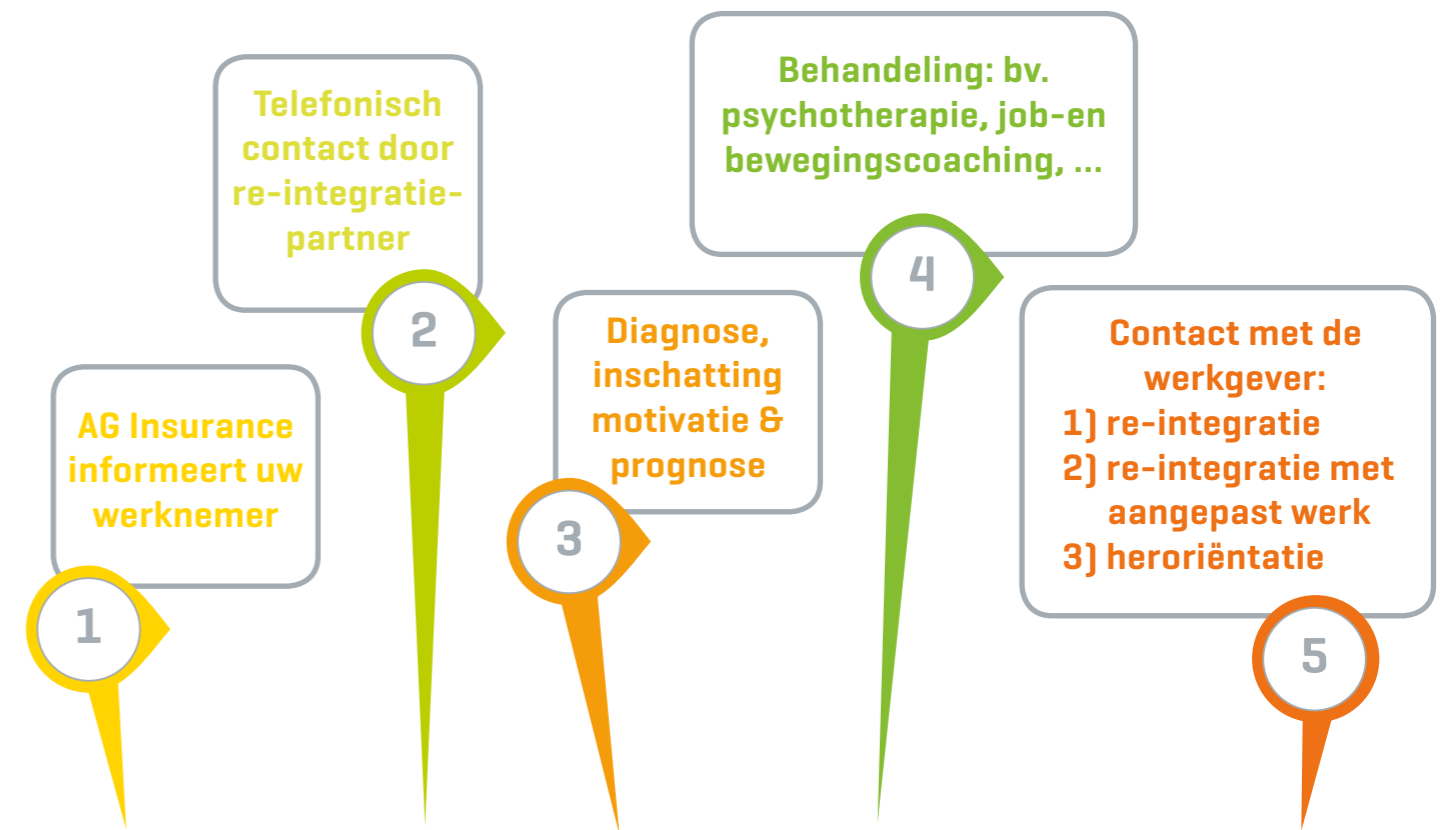 AG Insurance
informeert uw
werknemer
1
Telefonisch
contact door
re-integratie-
partner
2
Diagnose,
inschatting
motivatie &
prognose
3
Behandeling: bv.
psychotherapie, job-en
bewegingscoaching, ...
4
Contact met de
werkgever:
1) re-integratie
2) re-integratie met
aangepast werk
3) heroriëntatie
5